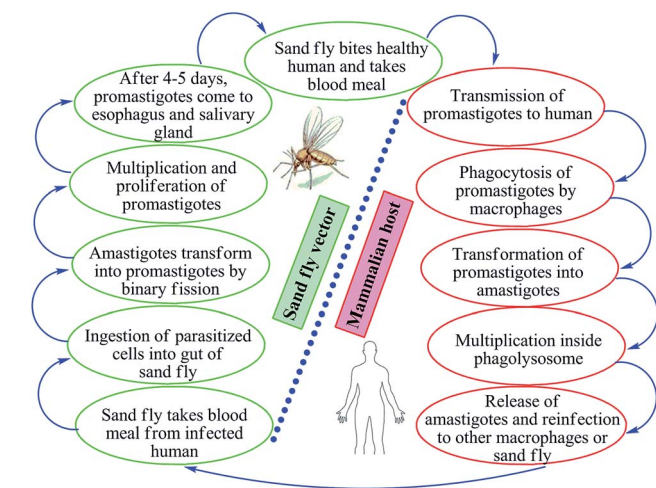 Sand fly bites healthy
human and takes
blood meal
Transmission of
promastigotes to human
Phagocytosis of
promastigotes by
macrophages
Transformation of
promastigotes into
amastigotes
Multiplication inside
phagolysosome
Release of
amastigotes and reinfection
to other macrophages or
sand fly
Sand fly takes blood
meal from infected
human
Ingestion of parasitized
cells into gut of
sand fly
Amastigotes transform
into promastigotes by
binary fission
Multiplication and
proliferation of
promastigotes
After 4-5 days,
promastigotes come to
esophagus and salivary
gland
Sand fly vector
Mammalian host